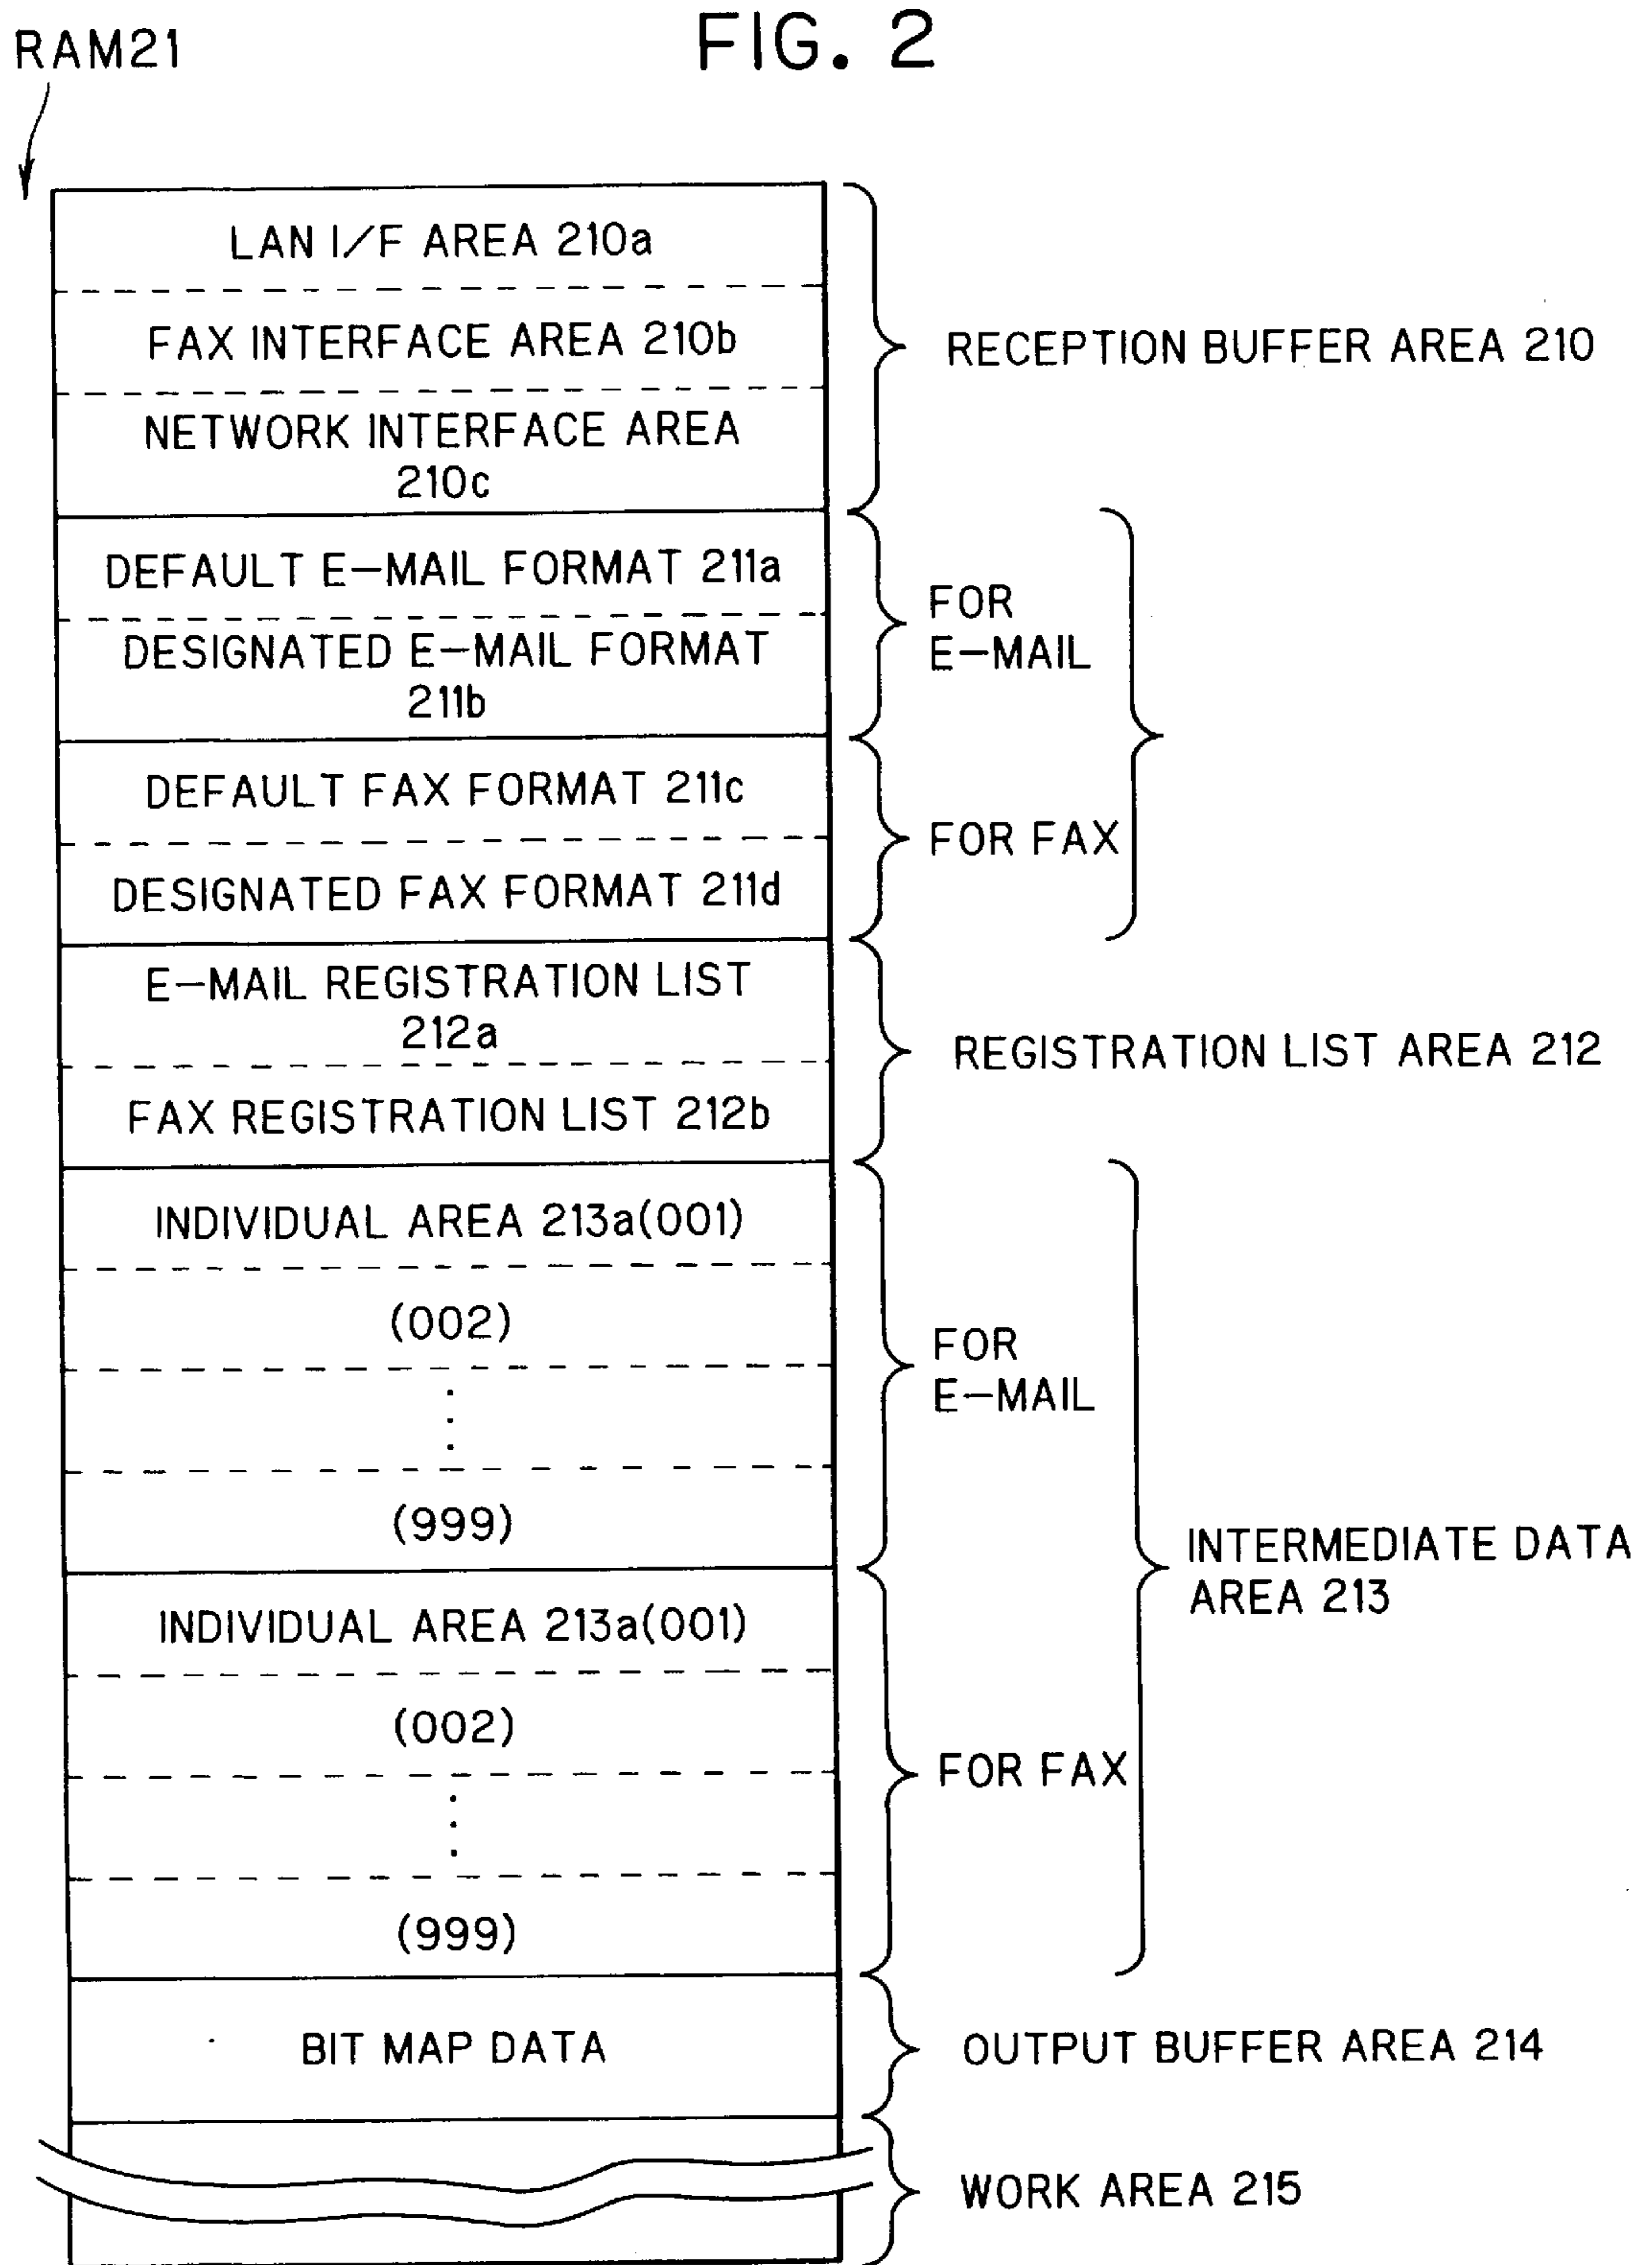 FIG. 2
RAM21
LAN I/F AREA 210a
FAX INTERFACE AREA 210b
NETWORK INTERFACE AREA
210c
RECEPTION BUFFER AREA 210
DEFAULT E-MAIL FORMAT 211a
DESIGNATED E-MAIL FORMAT
211b
FOR
E-MAIL
DEFAULT FAX FORMAT 211c
DESIGNATED FAX FORMAT 211d
FOR FAX
E-MAIL REGISTRATION LIST
212a
FAX REGISTRATION LIST 212b
REGISTRATION LIST AREA 212
INDIVIDUAL AREA 213a(001)
(002)
(999)
FOR
E-MAIL
INDIVIDUAL AREA 213a(001)
(002)
(999)
FOR FAX
INTERMEDIATE DATA
AREA 213
BIT MAP DATA
OUTPUT BUFFER AREA 214
WORK AREA 215